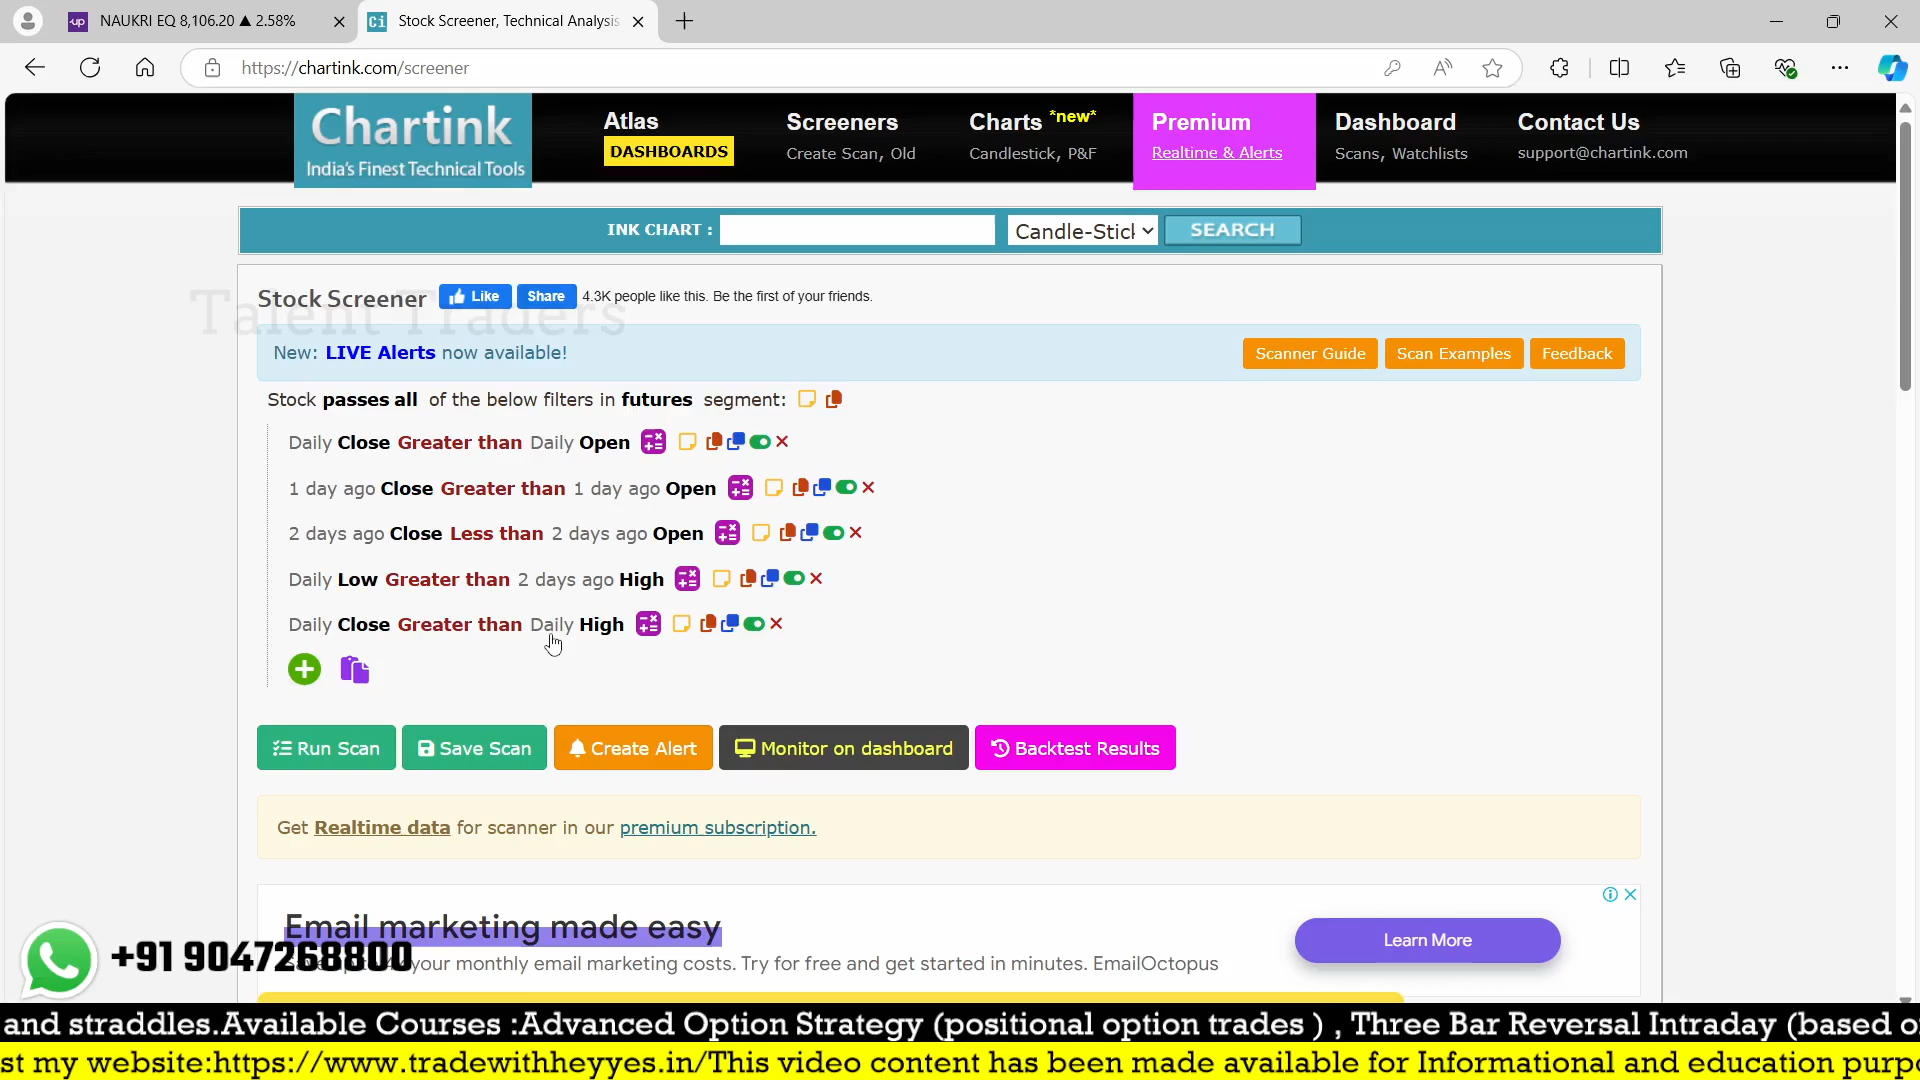 NAUKRI EQ 8,106.20 ▲ 2.58%
Stock Screener, Technical Analysis
https://chartink.com/screener
Chartink
India's Finest Technical Tools
Atlas
DASHBOARDS
Screeners
Create Scan, Old
Charts *new*
Candlestick, P&F
Premium
Realtime & Alerts
Dashboard
Scans, Watchlists
Contact Us
support@chartink.com
INK CHART :
Candle-Stick
SEARCH
Stock Screener
Like
Share
4.3K people like this. Be the first of your friends.
Talent Traders
New: LIVE Alerts now available!
Scanner Guide
Scan Examples
Feedback
Stock passes all of the below filters in futures segment:
Daily Close Greater than Daily Open
1 day ago Close Greater than 1 day ago Open
2 days ago Close Less than 2 days ago Open
Daily Low Greater than 2 days ago High
Daily Close Greater than Daily High
Run Scan
Save Scan
Create Alert
Monitor on dashboard
Backtest Results
Get Realtime data for scanner in our premium subscription.
Email marketing made easy
your monthly email marketing costs. Try for free and get started in minutes. EmailOctopus
Learn More
+91 9047268800
and straddles.Available Courses :Advanced Option Strategy (positional option trades ) , Three Bar Reversal Intraday (based o
st my website:https://www.tradewithheyyes.in/This video content has been made available for Informational and education purp